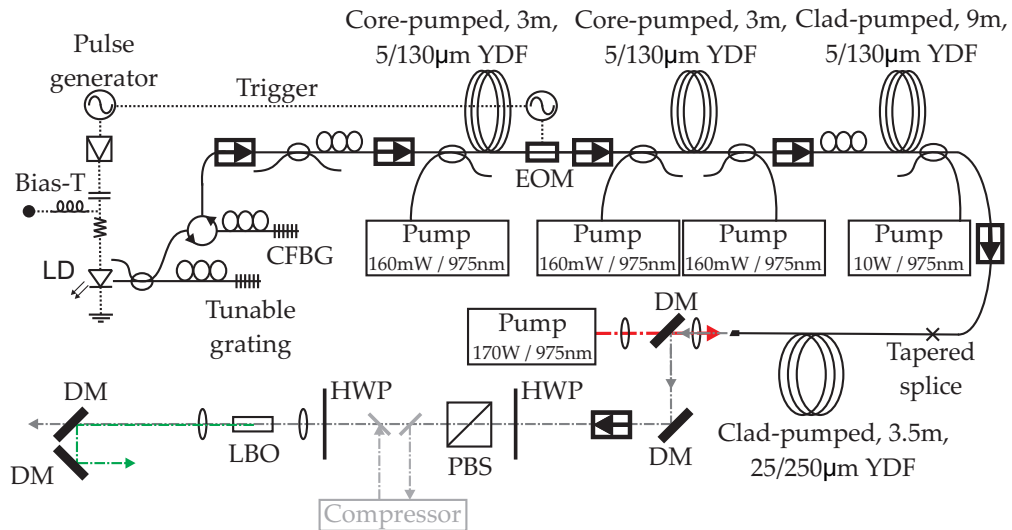 Core-pumped, 3m,
5/130µm YDF
Core-pumped, 3m,
5/130µm YDF
Clad-pumped, 9m,
5/130µm YDF
Pulse
generator
Trigger
EOM
Bias-T
Pump
160mW / 975nm
Pump
160mW / 975nm
Pump
160mW / 975nm
Pump
10W / 975nm
CFBG
LD
Tunable
grating
DM
Pump
170W / 975nm
Tapered
splice
DM
HWP
HWP
LBO
PBS
DM
DM
Clad-pumped, 3.5m,
25/250µm YDF
Compressor